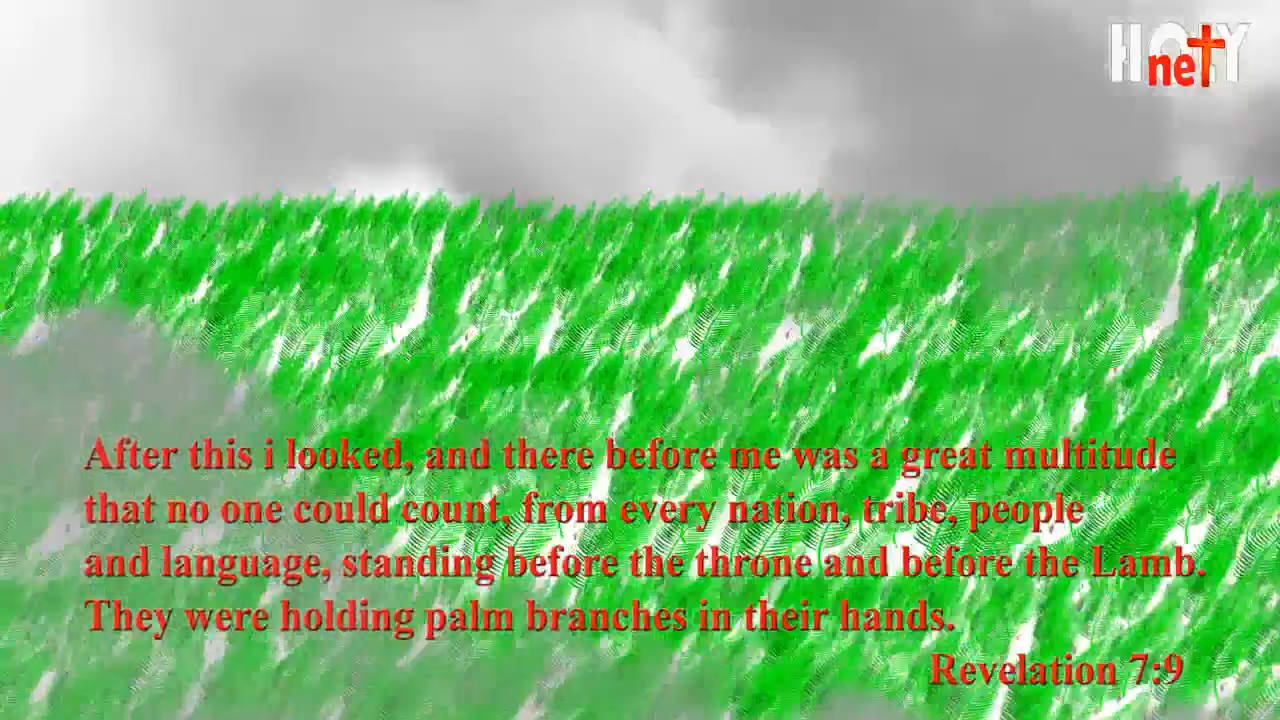 HOLY
net
After this i looked, and there before me was a great multitude
that no one could count, from every nation, tribe, people
and language, standing before the throne and before the Lamb.
They were holding palm branches in their hands.
Revelation 7:9